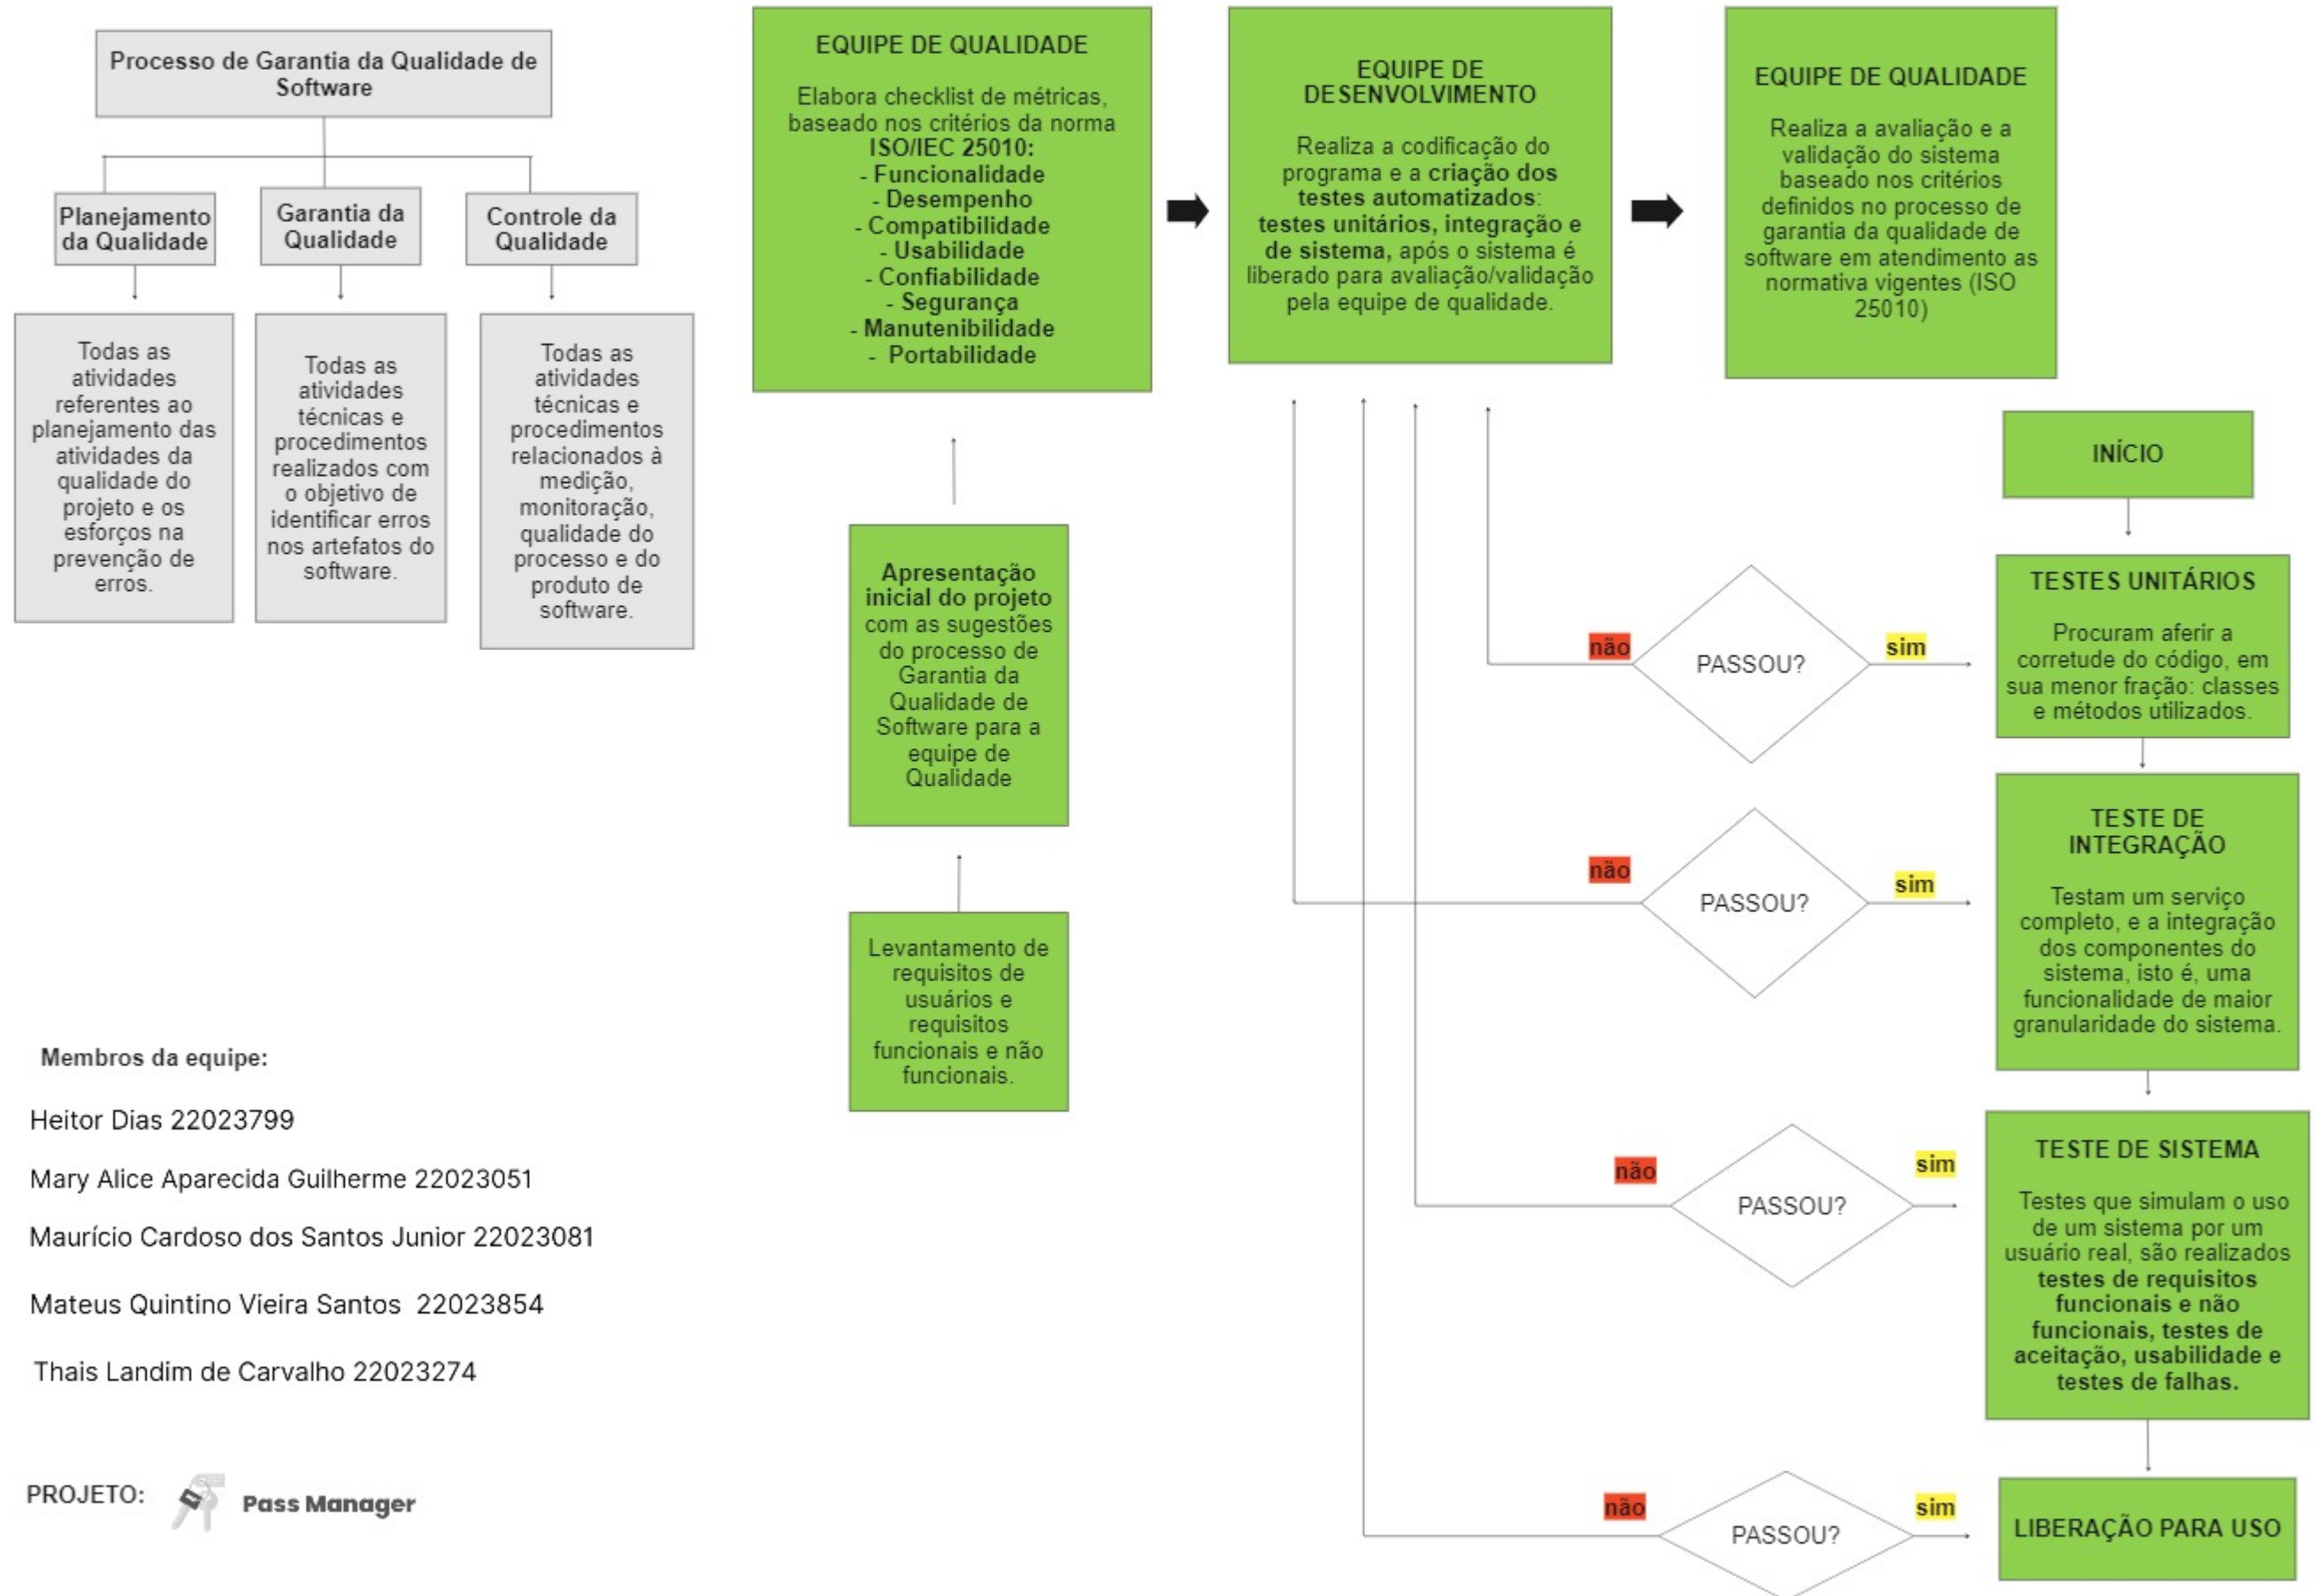 Processo de Garantia da Qualidade de
Software
Planejamento
da Qualidade
Garantia da
Qualidade
Controle da
Qualidade
Todas as
atividades
referentes ao
planejamento das
atividades da
qualidade do
projeto e os
esforços na
prevenção de
erros.
Todas as
atividades
técnicas e
procedimentos
realizados com
o objetivo de
identificar erros
nos artefatos do
software.
Todas as
atividades
técnicas e
procedimentos
relacionados à
medição,
monitoração,
qualidade do
processo e do
produto de
software.
EQUIPE DE QUALIDADE
Elabora checklist de métricas,
baseado nos critérios da norma
ISO/IEC 25010:
- Funcionalidade
- Desempenho
- Compatibilidade
- Usabilidade
- Confiabilidade
- Segurança
- Manutenibilidade
- Portabilidade
EQUIPE DE
DESENVOLVIMENTO
Realiza a codificação do
programa e a criação dos
testes automatizados:
testes unitários, integração e
de sistema, após o sistema é
liberado para avaliação/validação
pela equipe de qualidade.
EQUIPE DE QUALIDADE
Realiza a avaliação e a
validação do sistema
baseado nos critérios
definidos no processo de
garantia da qualidade de
software em atendimento as
normativa vigentes (ISO
25010)
Apresentação
inicial do projeto
com as sugestões
do processo de
Garantia da
Qualidade de
Software para a
equipe de
Qualidade
Levantamento de
requisitos de
usuários e
requisitos
funcionais e não
funcionais.
INÍCIO
não
PASSOU?
sim
TESTES UNITÁRIOS
Procuram aferir a
corretude do código, em
sua menor fração: classes
e métodos utilizados.
não
PASSOU?
sim
TESTE DE
INTEGRAÇÃO
Testam um serviço
completo, e a integração
dos componentes do
sistema, isto é, uma
funcionalidade de maior
granularidade do sistema.
não
PASSOU?
sim
TESTE DE SISTEMA
Testes que simulam o uso
de um sistema por um
usuário real, são realizados
testes de requisitos
funcionais e não
funcionais, testes de
aceitação, usabilidade e
testes de falhas.
não
PASSOU?
sim
LIBERAÇÃO PARA USO
Membros da equipe:
Heitor Dias 22023799
Mary Alice Aparecida Guilherme 22023051
Maurício Cardoso dos Santos Junior 22023081
Mateus Quintino Vieira Santos 22023854
Thais Landim de Carvalho 22023274
PROJETO:
Pass Manager